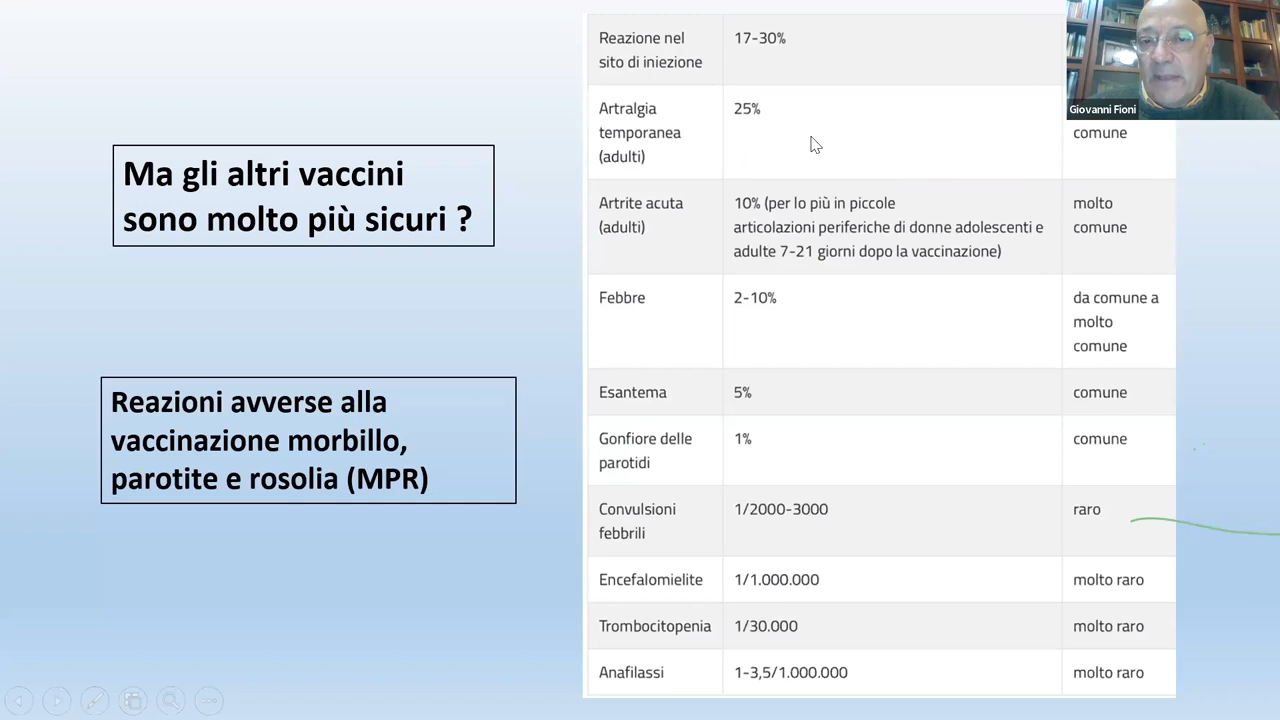 Ma gli altri vaccini
sono molto più sicuri ?
Reazioni avverse alla
vaccinazione morbillo,
parotite e rosolia (MPR)
Reazione nel
sito di iniezione
17-30%
Artralgia
temporanea
(adulti)
25%
comune
Artrite acuta
(adulti)
10% (per lo più in piccole
articolazioni periferiche di donne adolescenti e
adulte 7-21 giorni dopo la vaccinazione)
molto
comune
Febbre
2-10%
da comune a
molto
comune
Esantema
5%
comune
Gonfiore delle
parotidi
1%
comune
Convulsioni
febbrili
1/2000-3000
raro
Encefalomielite
1/1.000.000
molto raro
Trombocitopenia
1/30.000
molto raro
Anafilassi
1-3,5/1.000.000
molto raro
Giovanni Fioni